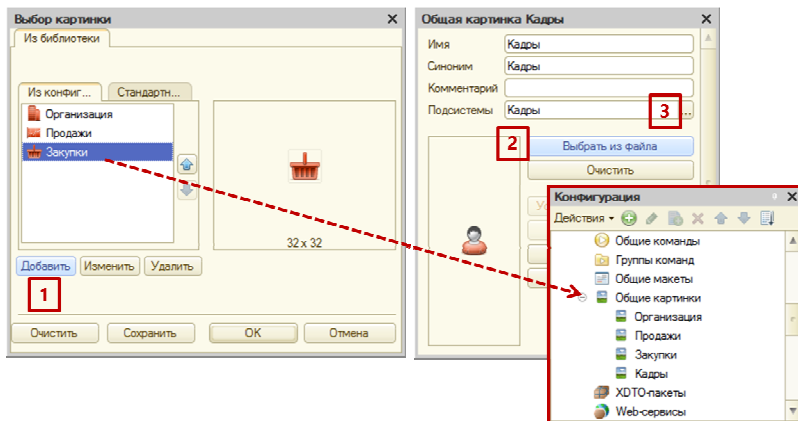 Выбор картинки
Из библиотеки
Из конфиг...
Стандартн...
Организация
Продажи
Закупки
32 x 32
Добавить
Изменить
Удалить
1
Очистить
Сохранить
OK
Отмена
Общая картинка Кадры
Имя
Кадры
Синоним
Кадры
Комментарий
Подсистемы
Кадры
...
3
2
Выбрать из файла
Очистить
Конфигурация
Действия
Общие команды
Группы команд
Общие макеты
Общие картинки
Организация
Продажи
Закупки
Кадры
XDTO-пакеты
Web-сервисы